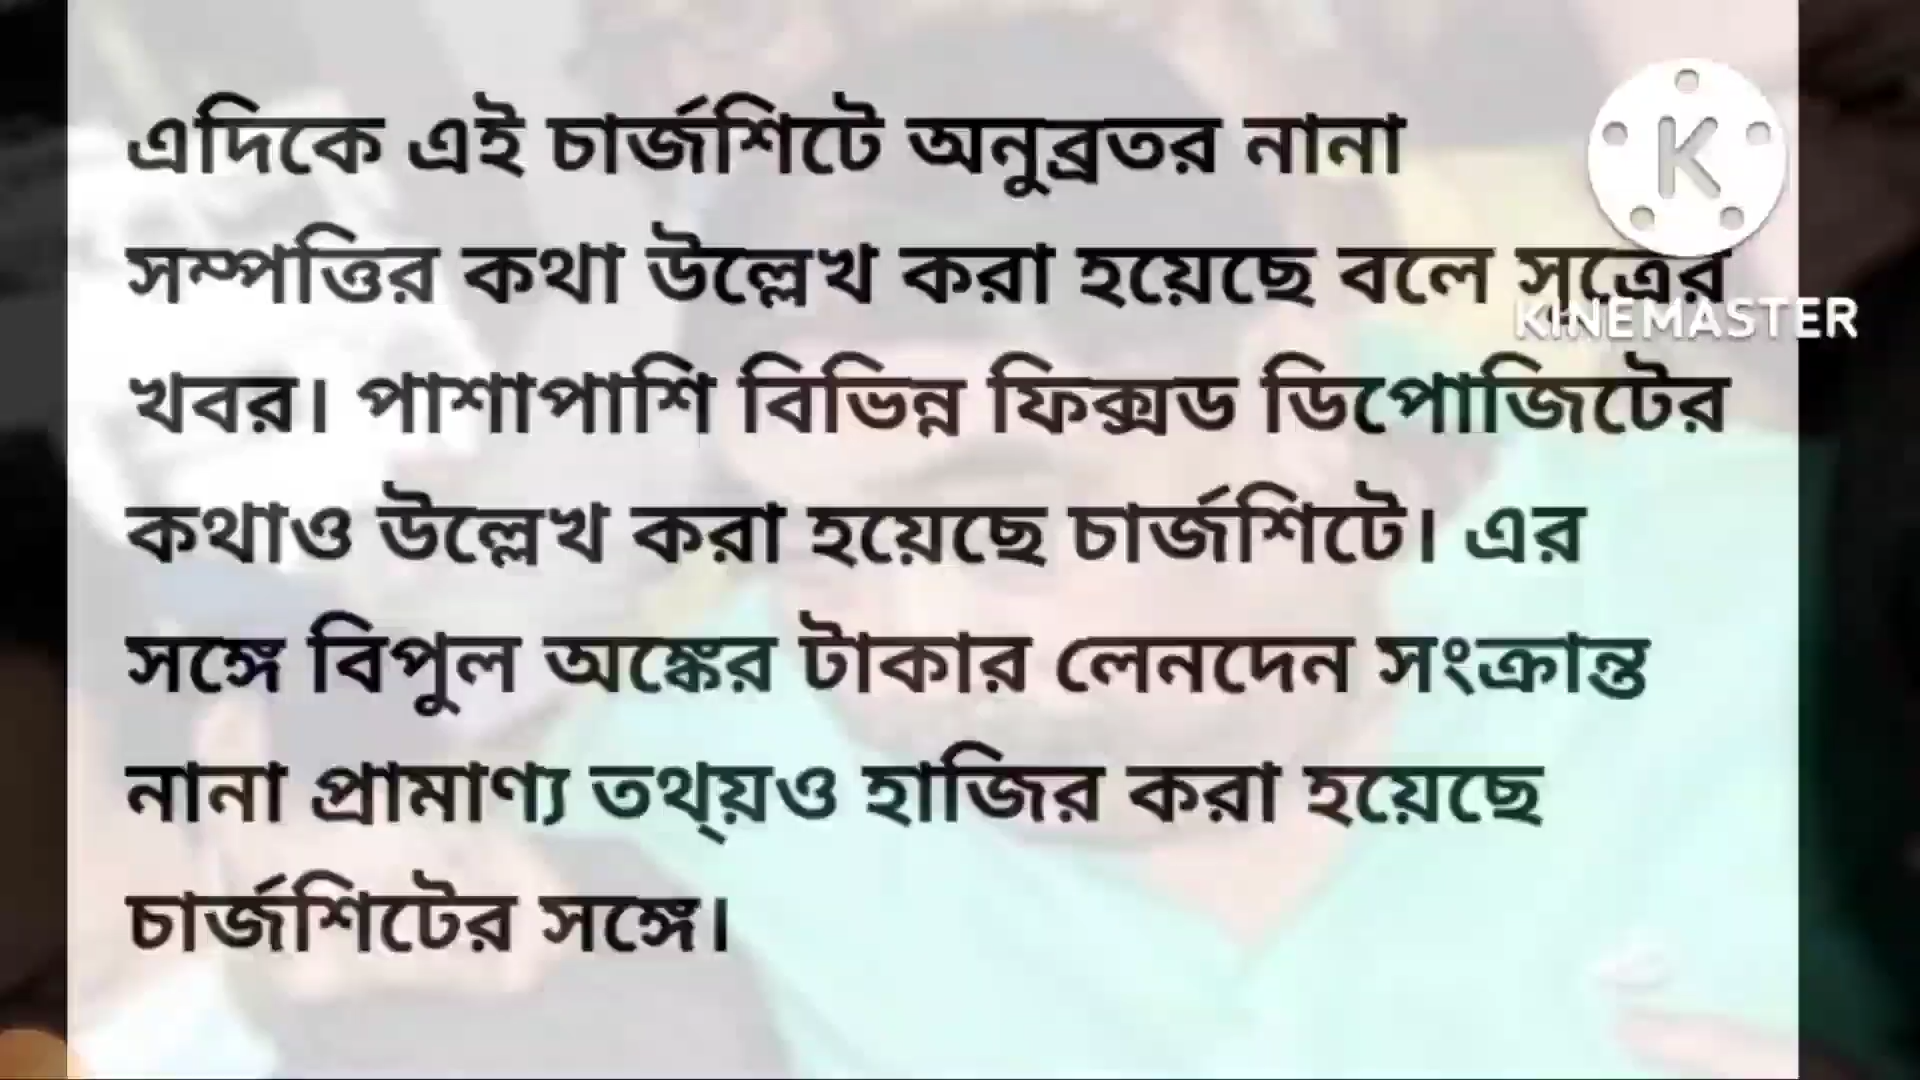 এদিকে এই চার্জশিটে অনুব্রতর নানা
সম্পত্তির কথা উল্লেখ করা হয়েছে বলে সূত্রের
খবর। পাশাপাশি বিভিন্ন ফিক্সড ডিপোজিটের
কথাও উল্লেখ করা হয়েছে চার্জশিটে। এর
সঙ্গে বিপুল অঙ্কের টাকার লেনদেন সংক্রান্ত
নানা প্রামাণ্য তথ্য়ও হাজির করা হয়েছে
চার্জশিটের সঙ্গে।
K
KINEMASTER